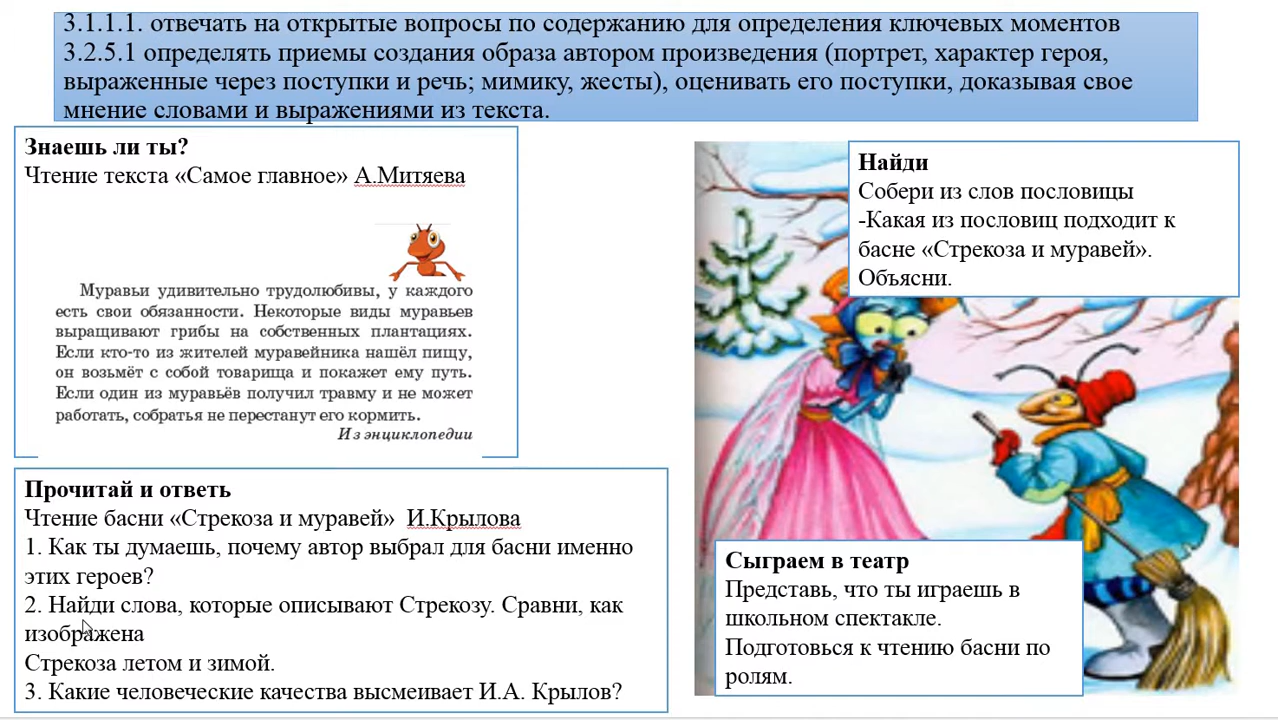 3.1.1.1. отвечать на открытые вопросы по содержанию для определения ключевых моментов
3.2.5.1 определять приемы создания образа автором произведения (портрет, характер героя,
выраженные через поступки и речь; мимику, жесты), оценивать его поступки, доказывая свое
мнение словами и выражениями из текста.
Знаешь ли ты?
Чтение текста «Самое главное» А.Митяева
Муравьи удивительно трудолюбивы, у каждого
есть свои обязанности. Некоторые виды муравьев
выращивают грибы на собственных плантациях.
Если кто-то из жителей муравейника нашёл пищу,
он возьмёт с собой товарища и покажет ему путь.
Если один из муравьёв получил травму и не может
работать, собратья не перестанут его кормить.
Из энциклопедии
Прочитай и ответь
Чтение басни «Стрекоза и муравей» И.Крылова
1. Как ты думаешь, почему автор выбрал для басни именно
этих героев?
2. Найди слова, которые описывают Стрекозу. Сравни, как
изображена
Стрекоза летом и зимой.
3. Какие человеческие качества высмеивает И.А. Крылов?
Найди
Собери из слов пословицы
-Какая из пословиц подходит к
басне «Стрекоза и муравей».
Объясни.
Сыграем в театр
Представь, что ты играешь в
школьном спектакле.
Подготовься к чтению басни по
ролям.